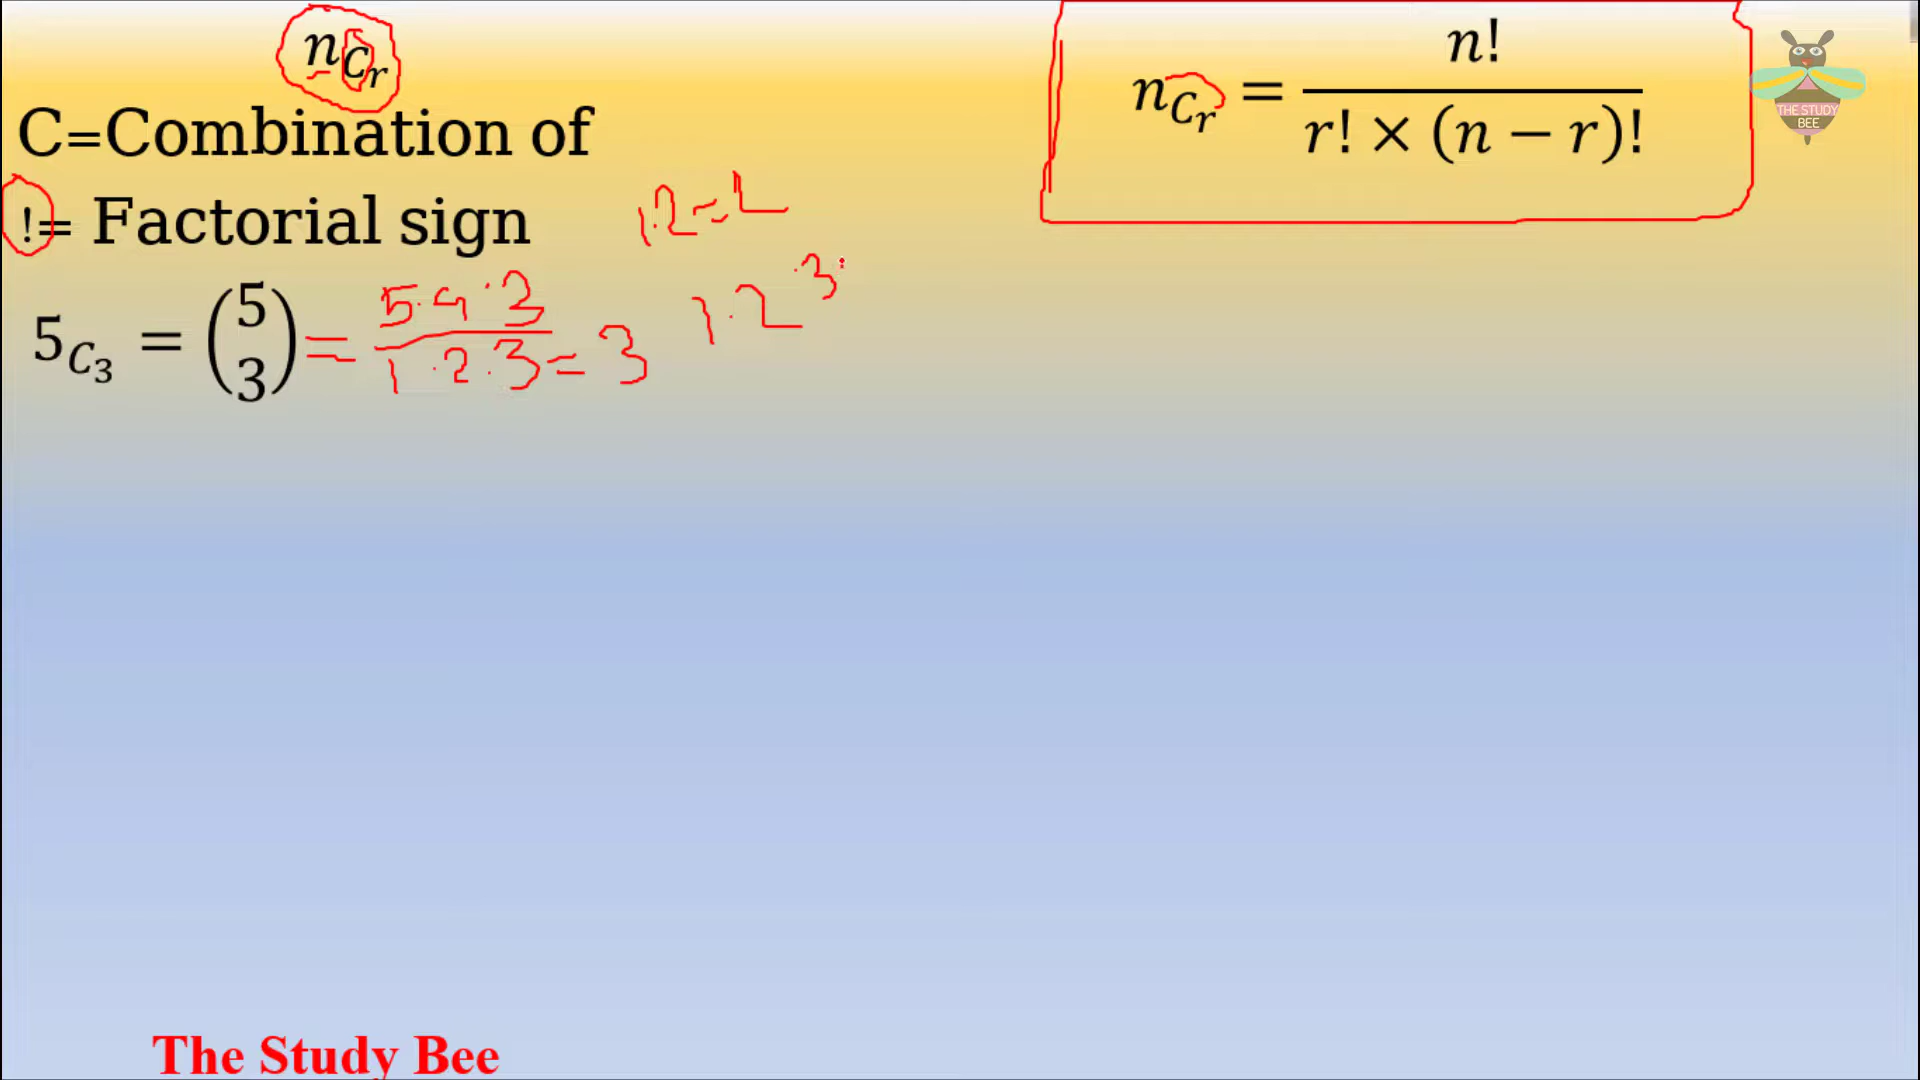 nCr
C=Combination of
!= Factorial sign
nCr = n! / r! × (n − r)!
THE STUDY
BEE
1.2=2
1.2.3.
5C3 = (5 3) = 5.4.3 / 1.2.3 = 3
The Study Bee